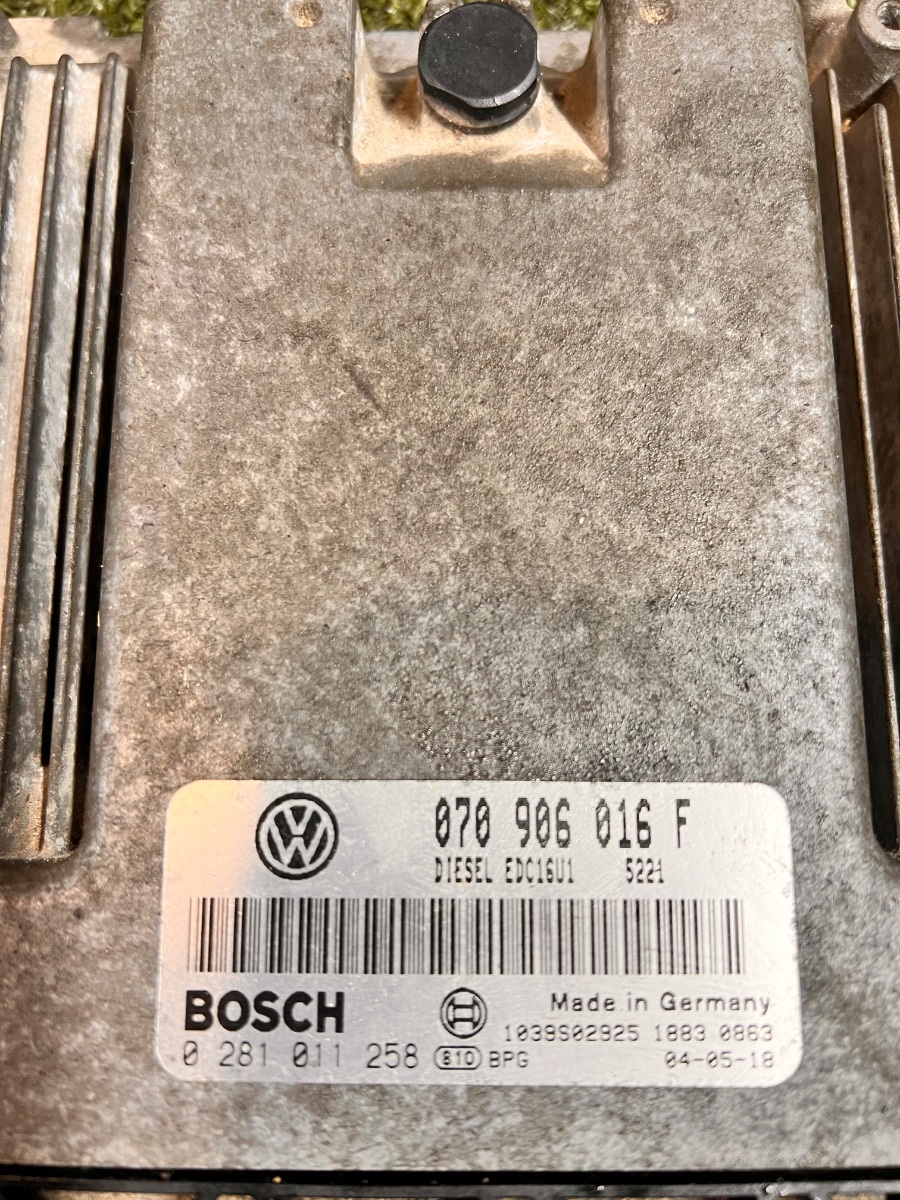 070 906 016 F
DIESEL EDC16U1 5221
BOSCH
Made in Germany
1039S02925 1883 0863
0 281 011 258 B10 BPG 04-05-18